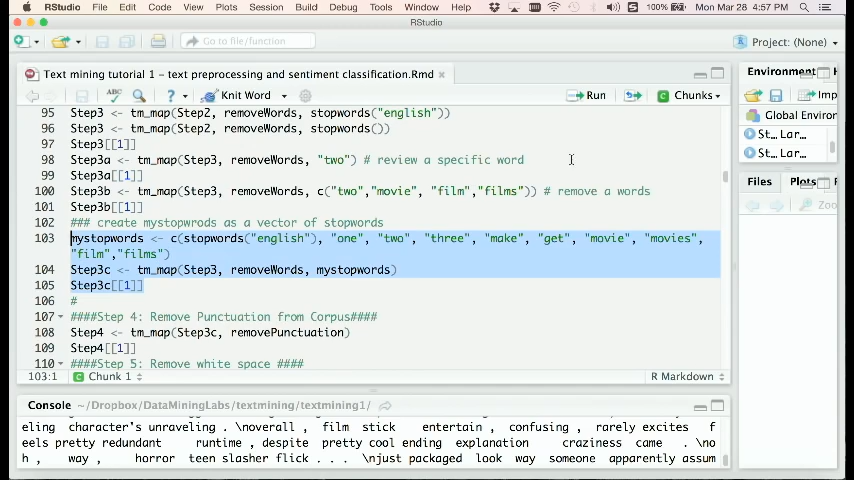 RStudio File Edit Code View Plots Session Build Debug Tools Window Help 100% Mon Mar 28 4:57 PM
RStudio
Go to file/function
Project: (None)
Text mining tutorial 1 - text preprocessing and sentiment classification.Rmd
ABC Knit Word Run Chunks
95 Step3 <- tm_map(Step2, removeWords, stopwords("english"))
96 Step3 <- tm_map(Step2, removeWords, stopwords())
97 Step3[[1]]
98 Step3a <- tm_map(Step3, removeWords, "two") # review a specific word
99 Step3a[[1]]
100 Step3b <- tm_map(Step3, removeWords, c("two","movie", "film","films")) # remove a words
101 Step3b[[1]]
102 ### create mystopwrods as a vector of stopwords
103 mystopwords <- c(stopwords("english"), "one", "two", "three", "make", "get", "movie", "movies",
"film","films")
104 Step3c <- tm_map(Step3, removeWords, mystopwords)
105 Step3c[[1]]
106 #
107 ####Step 4: Remove Punctuation from Corpus####
108 Step4 <- tm_map(Step3c, removePunctuation)
109 Step4[[1]]
110 ####Step 5: Remove white space ####
103:1 Chunk 1 R Markdown
Console ~/Dropbox/DataMiningLabs/textmining/textmining1/
eling character's unraveling . \noverall , film stick entertain , confusing , rarely excites f
eels pretty redundant runtime , despite pretty cool ending explanation craziness came . \no
h , way , horror teen slasher flick . . . \njust packaged look way someone apparently assum
Environment
Imp
Global Environ
St... Lar...
St... Lar...
Files Plots
Zoo